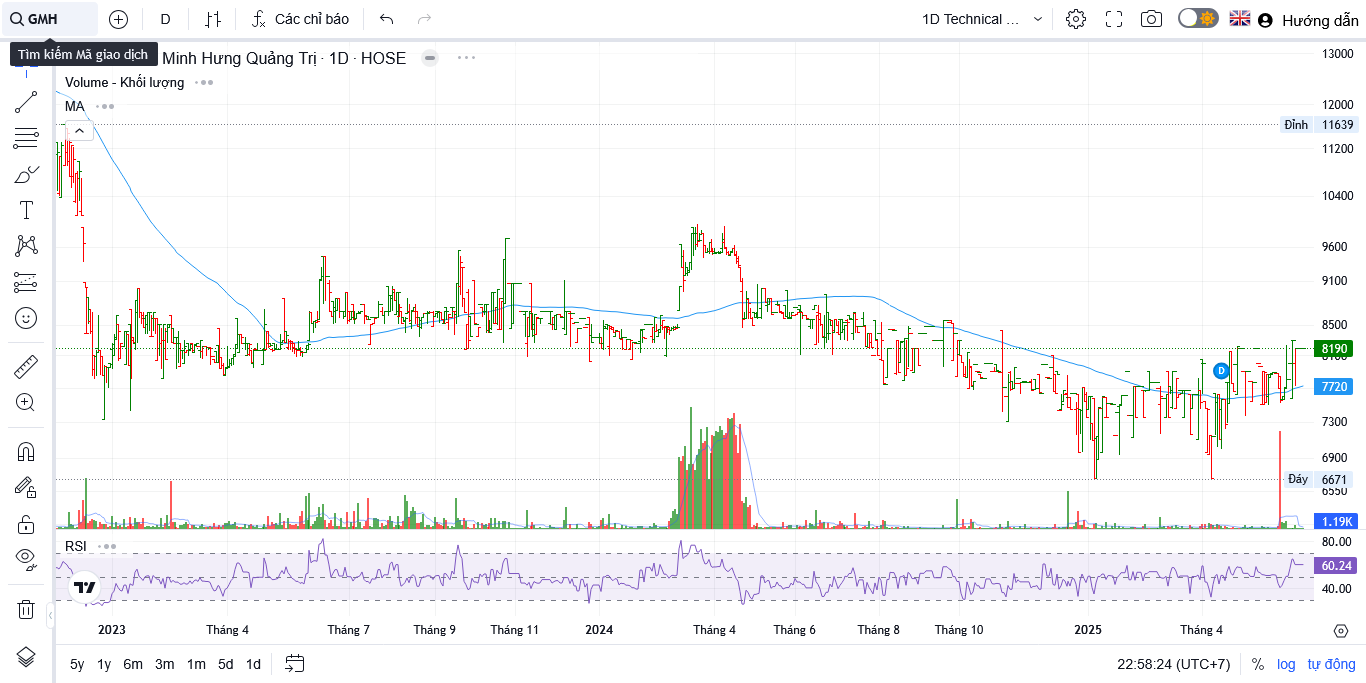 GMH D Các chỉ báo 1D Technical ... Hướng dẫn
Tìm kiếm Mã giao dịch Minh Hưng Quảng Trị · 1D · HOSE
Volume - Khối lượng
MA
13000
12000
Đỉnh 11639
11200
10400
9600
9100
8500
8190
D
7720
7300
6900
Đáy 6671
6550
1.19K
RSI
80.00
60.24
40.00
2023 Tháng 4 Tháng 7 Tháng 9 Tháng 11 2024 Tháng 4 Tháng 6 Tháng 8 Tháng 10 2025 Tháng 4
5y 1y 6m 3m 1m 5d 1d 22:58:24 (UTC+7) % log tự động